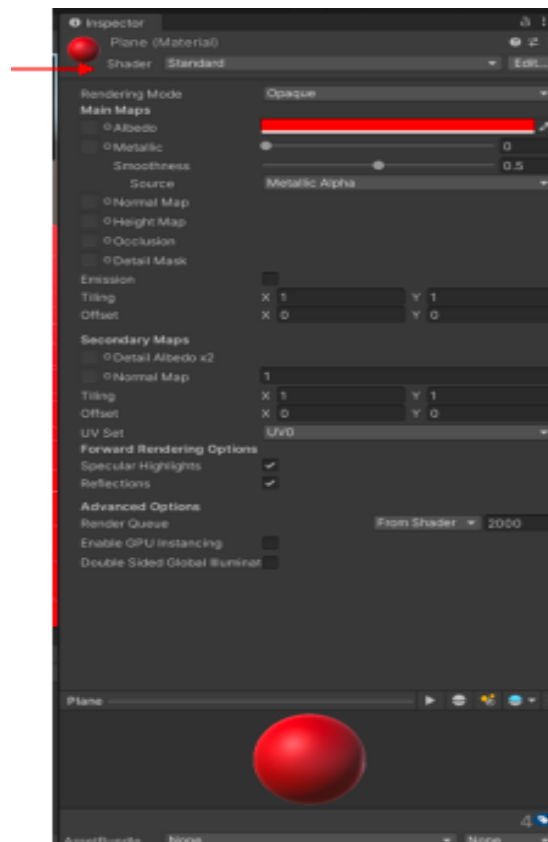 Inspector
Plane (Material)
Shader Standard Edit...
Rendering Mode Opaque
Main Maps
Albedo
Metallic 0
Smoothness 0.5
Source Metallic Alpha
Normal Map
Height Map
Occlusion
Detail Mask
Emission
Tiling X 1 Y 1
Offset X 0 Y 0
Secondary Maps
Detail Albedo x2
Normal Map 1
Tiling X 1 Y 1
Offset X 0 Y 0
UV Set UV0
Forward Rendering Options
Specular Highlights
Reflections
Advanced Options
Render Queue From Shader 2000
Enable GPU Instancing
Double Sided Global Illuminat
Plane
4
AssetBundle None None